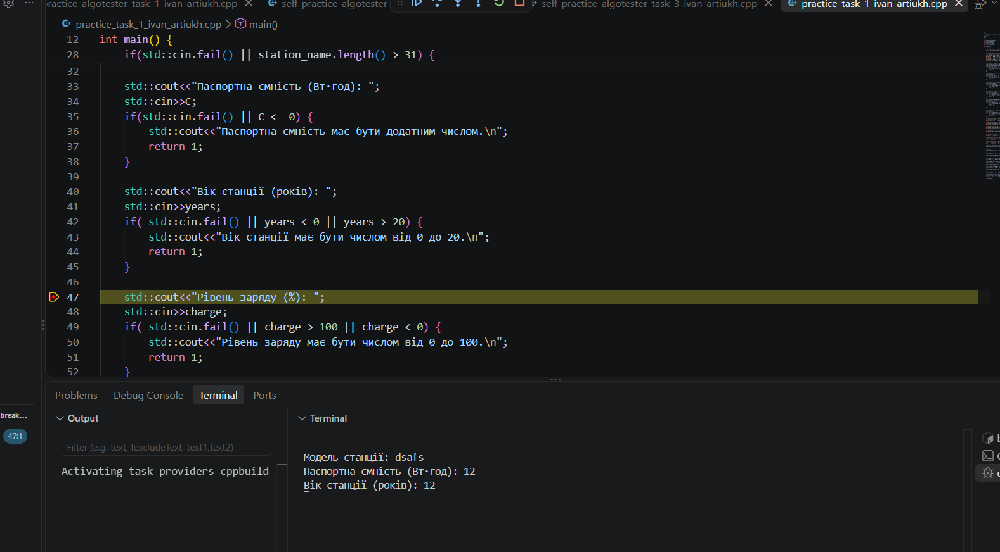 practice_algotester_task_1_ivan_artiukh.cpp self_practice_algotester_ self_practice_algotester_task_3_ivan_artiukh.cpp practice_task_1_ivan_artiukh.cpp
practice_task_1_ivan_artiukh.cpp > main()
12 int main() {
28 if(std::cin.fail() || station_name.length() > 31) {
32
33 std::cout<<"Паспортна ємність (Вт·год): ";
34 std::cin>>C;
35 if(std::cin.fail() || C <= 0) {
36 std::cout<<"Паспортна ємність має бути додатним числом.\n";
37 return 1;
38 }
39
40 std::cout<<"Вік станції (років): ";
41 std::cin>>years;
42 if( std::cin.fail() || years < 0 || years > 20) {
43 std::cout<<"Вік станції має бути числом від 0 до 20.\n";
44 return 1;
45 }
46
47 std::cout<<"Рівень заряду (%): ";
48 std::cin>>charge;
49 if( std::cin.fail() || charge > 100 || charge < 0) {
50 std::cout<<"Рівень заряду має бути числом від 0 до 100.\n";
51 return 1;
52 }
break...
47:1
Problems Debug Console Terminal Ports
Output
Filter (e.g. text, !excludeText, text1,text2)
Activating task providers cppbuild
Terminal
Модель станції: dsafs
Паспортна ємність (Вт·год): 12
Вік станції (років): 12